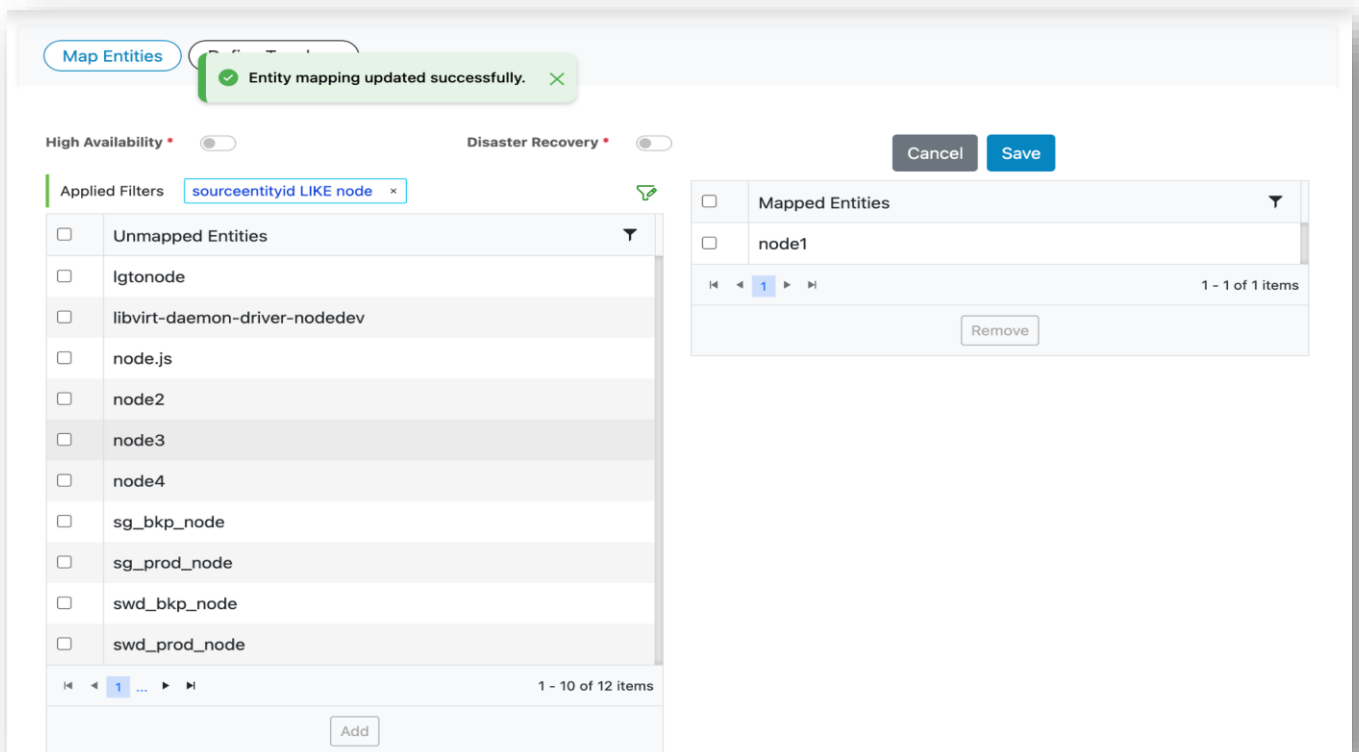 Map Entities
Entity mapping updated successfully.
High Availability *
Disaster Recovery *
Cancel
Save
Applied Filters
sourceentityid LIKE node ×
Unmapped Entities
lgtonode
libvirt-daemon-driver-nodedev
node.js
node2
node3
node4
sg_bkp_node
sg_prod_node
swd_bkp_node
swd_prod_node
1 ...
1 - 10 of 12 items
Add
Mapped Entities
node1
1
1 - 1 of 1 items
Remove